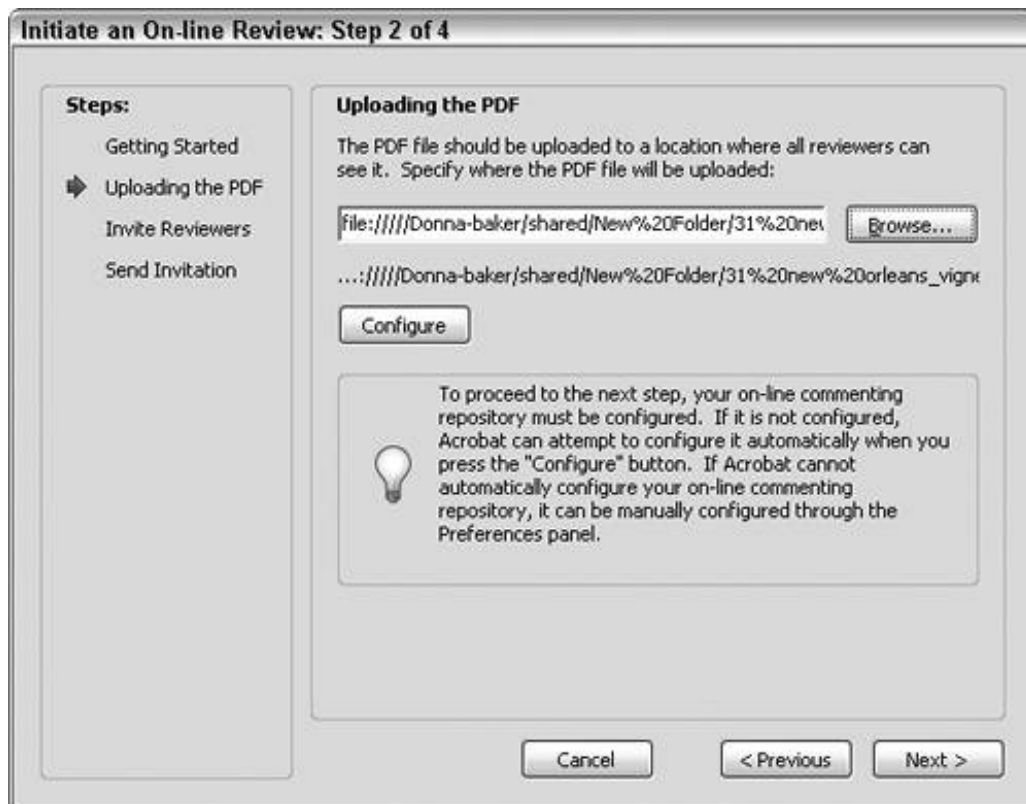 Initiate an On-line Review: Step 2 of 4
Steps:
Getting Started
Uploading the PDF
Invite Reviewers
Send Invitation
Uploading the PDF
The PDF file should be uploaded to a location where all reviewers can
see it. Specify where the PDF file will be uploaded:
file://///Donna-baker/shared/New%20Folder/31%20new
Browse...
...://///Donna-baker/shared/New%20Folder/31%20new%20orleans_vigne
Configure
To proceed to the next step, your on-line commenting
repository must be configured. If it is not configured,
Acrobat can attempt to configure it automatically when you
press the "Configure" button. If Acrobat cannot
automatically configure your on-line commenting
repository, it can be manually configured through the
Preferences panel.
Cancel
< Previous
Next >